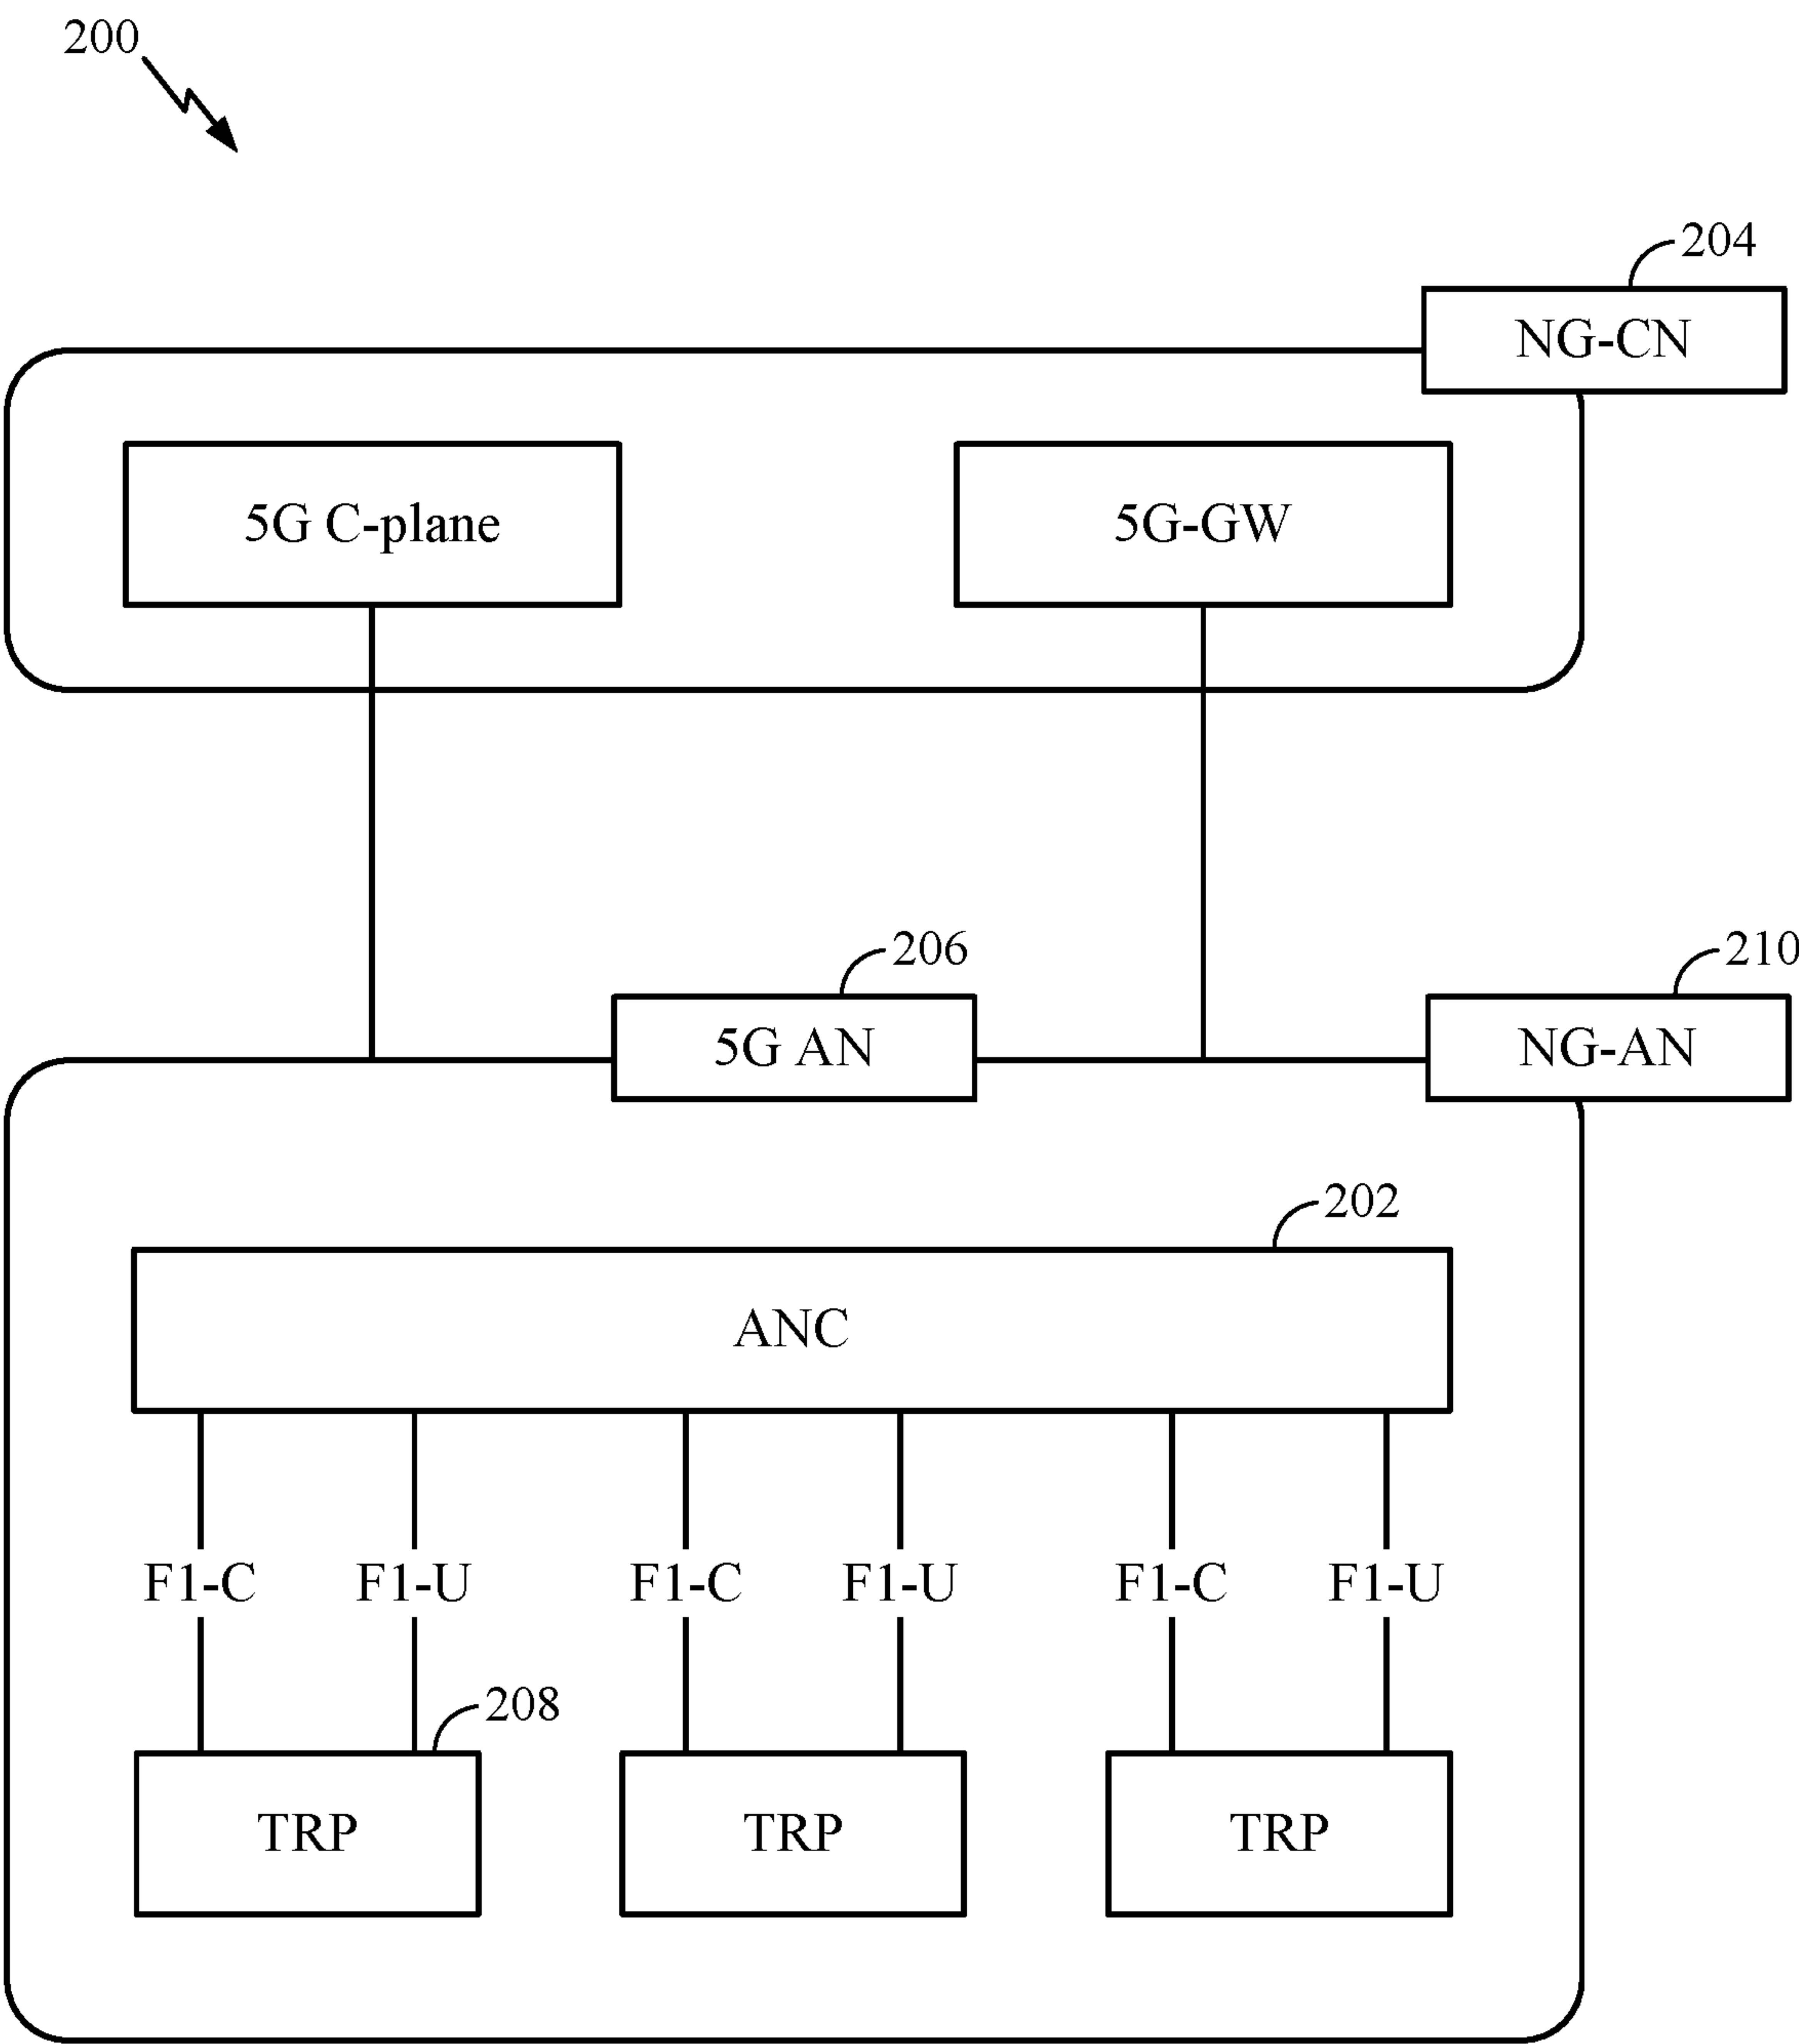 200
204
NG-CN
5G C-plane
5G-GW
206
210
5G AN
NG-AN
202
ANC
F1-C F1-U F1-C F1-U F1-C F1-U
208
TRP TRP TRP